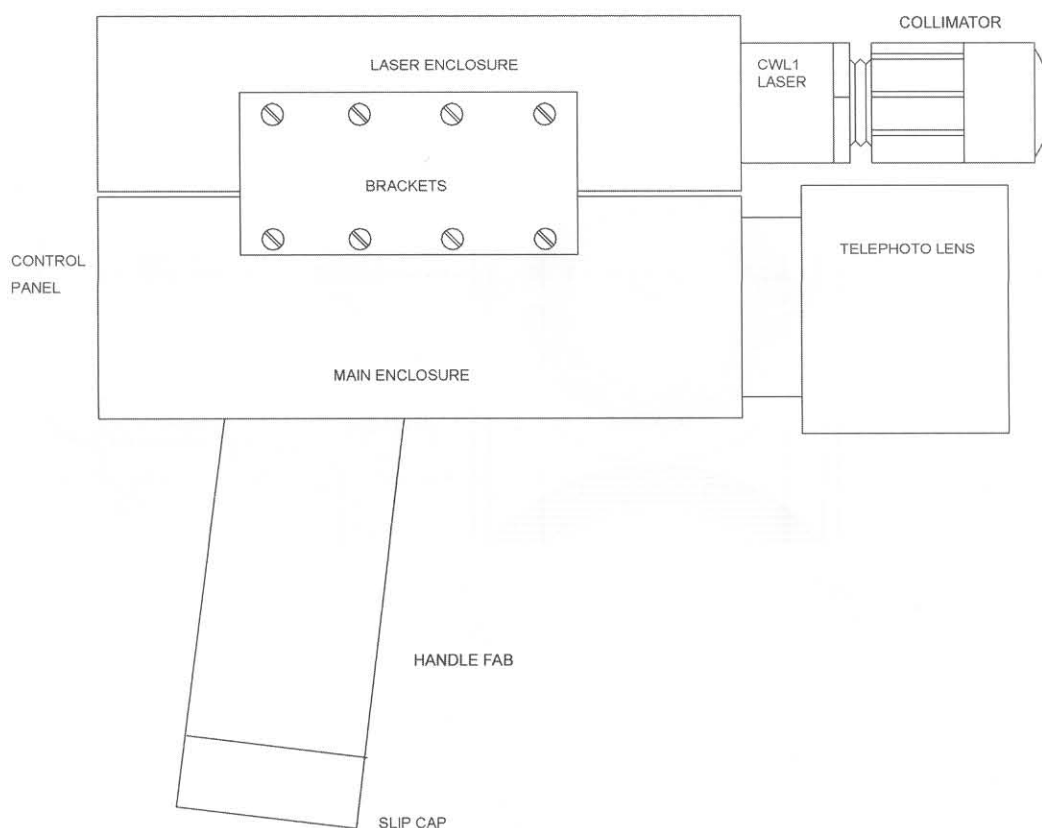 COLLIMATOR
LASER ENCLOSURE
CWL1
LASER
BRACKETS
TELEPHOTO LENS
CONTROL
PANEL
MAIN ENCLOSURE
HANDLE FAB
SLIP CAP